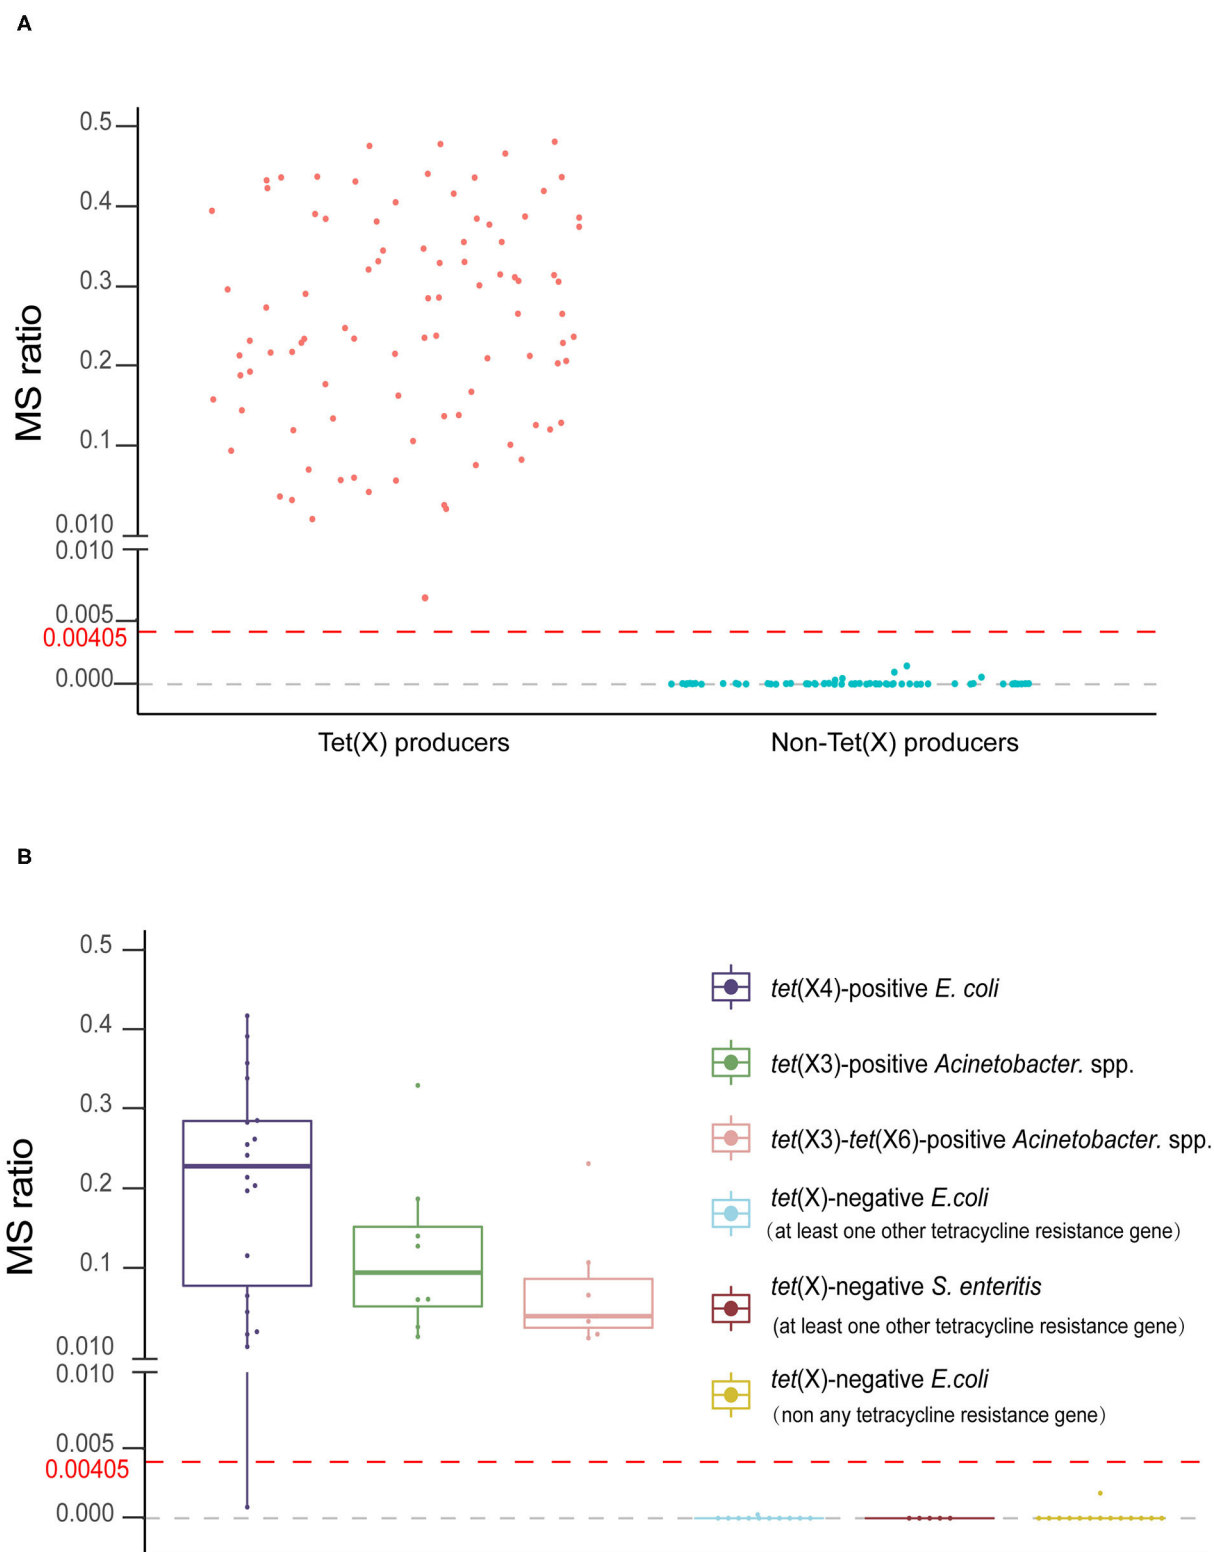 A
0.5
0.4
0.3
0.2
0.1
0.010
0.010
0.005
0.00405
0.000
MS ratio
Tet(X) producers
Non-Tet(X) producers
B
0.5
0.4
0.3
0.2
0.1
0.010
0.010
0.005
0.00405
0.000
MS ratio
tet(X4)-positive E. coli
tet(X3)-positive Acinetobacter. spp.
tet(X3)-tet(X6)-positive Acinetobacter. spp.
tet(X)-negative E.coli
(at least one other tetracycline resistance gene)
tet(X)-negative S. enteritis
(at least one other tetracycline resistance gene)
tet(X)-negative E.coli
(non any tetracycline resistance gene)